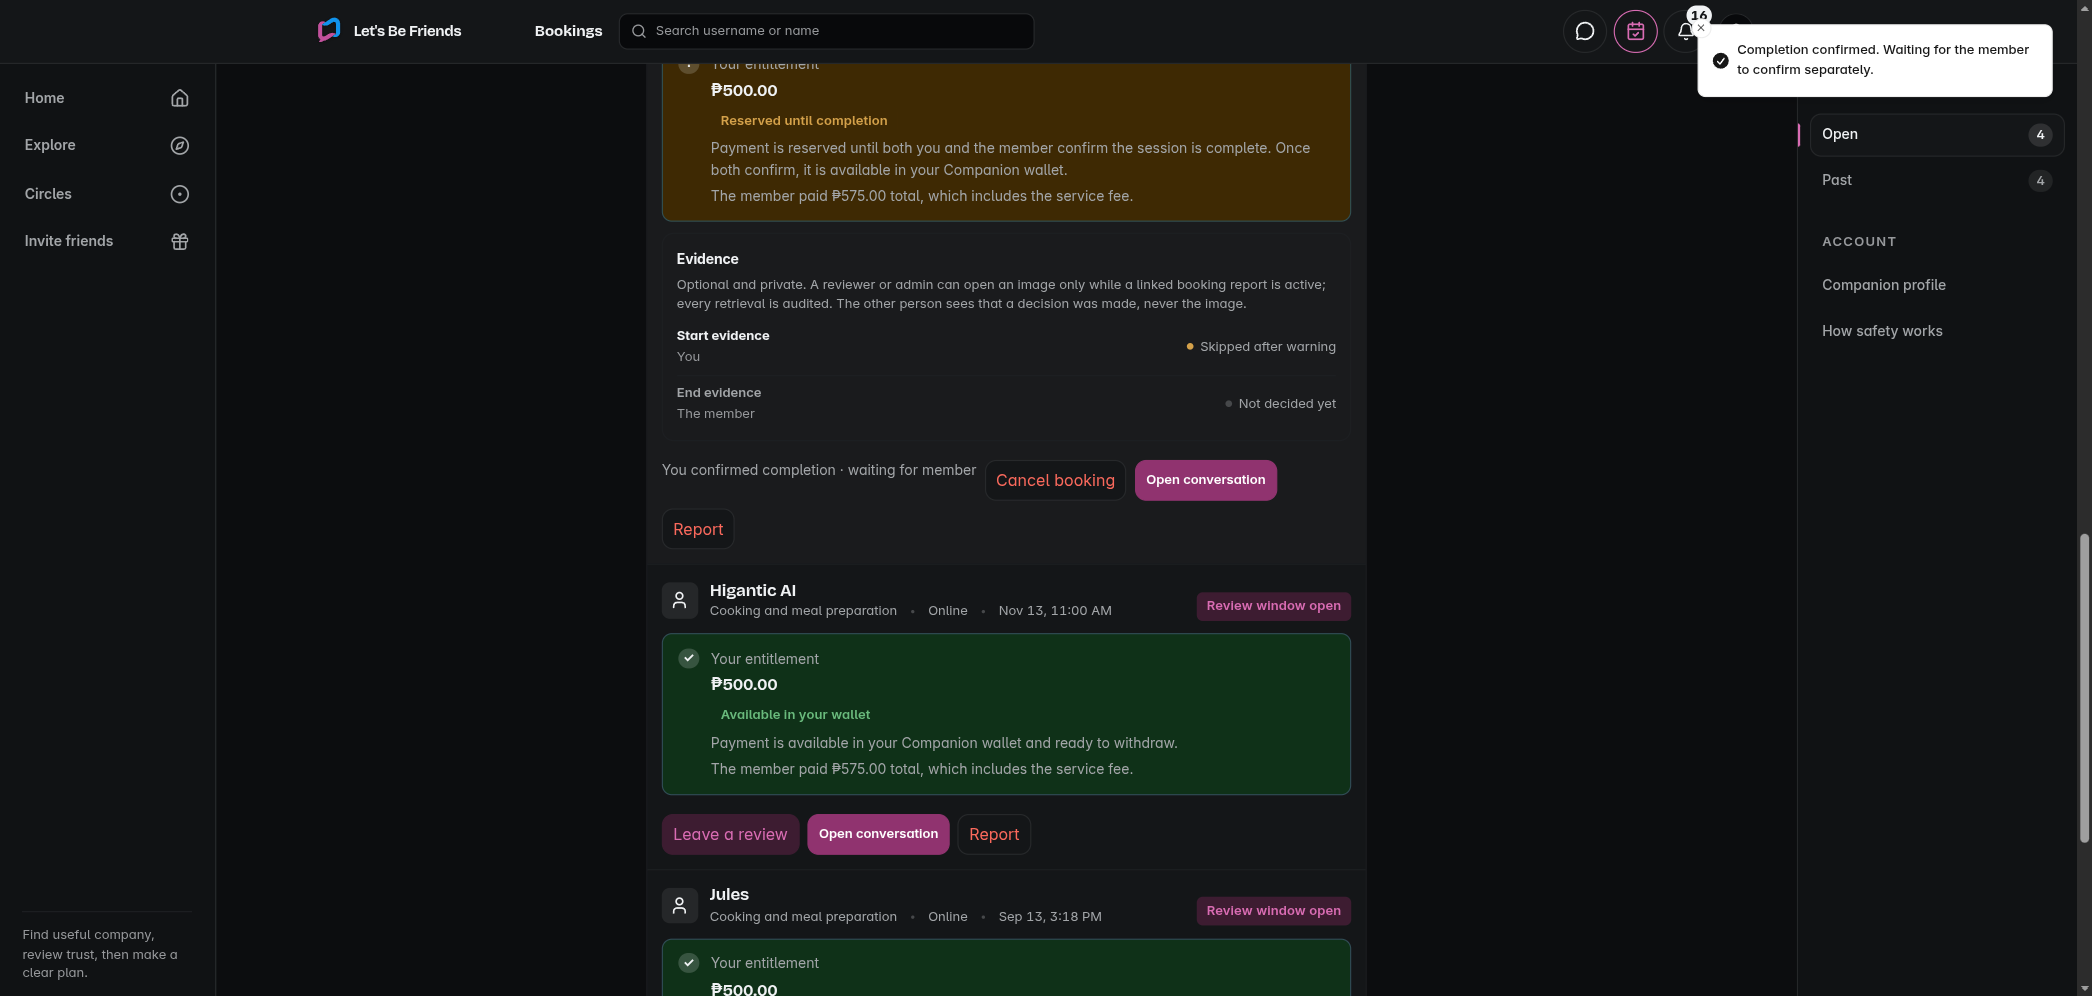 Let's Be Friends
Bookings
Search username or name
16
Completion confirmed. Waiting for the member
to confirm separately.
Home
Explore
Circles
Invite friends
Find useful company,
review trust, then make a
clear plan.
Your entitlement
₱500.00
Reserved until completion
Payment is reserved until both you and the member confirm the session is complete. Once
both confirm, it is available in your Companion wallet.
The member paid ₱575.00 total, which includes the service fee.
Evidence
Optional and private. A reviewer or admin can open an image only while a linked booking report is active;
every retrieval is audited. The other person sees that a decision was made, never the image.
Start evidence
You
Skipped after warning
End evidence
The member
Not decided yet
You confirmed completion · waiting for member
Cancel booking
Open conversation
Report
Higantic AI
Cooking and meal preparation • Online • Nov 13, 11:00 AM
Review window open
Your entitlement
₱500.00
Available in your wallet
Payment is available in your Companion wallet and ready to withdraw.
The member paid ₱575.00 total, which includes the service fee.
Leave a review
Open conversation
Report
Jules
Cooking and meal preparation • Online • Sep 13, 3:18 PM
Review window open
Your entitlement
₱500.00
Open 4
Past 4
ACCOUNT
Companion profile
How safety works